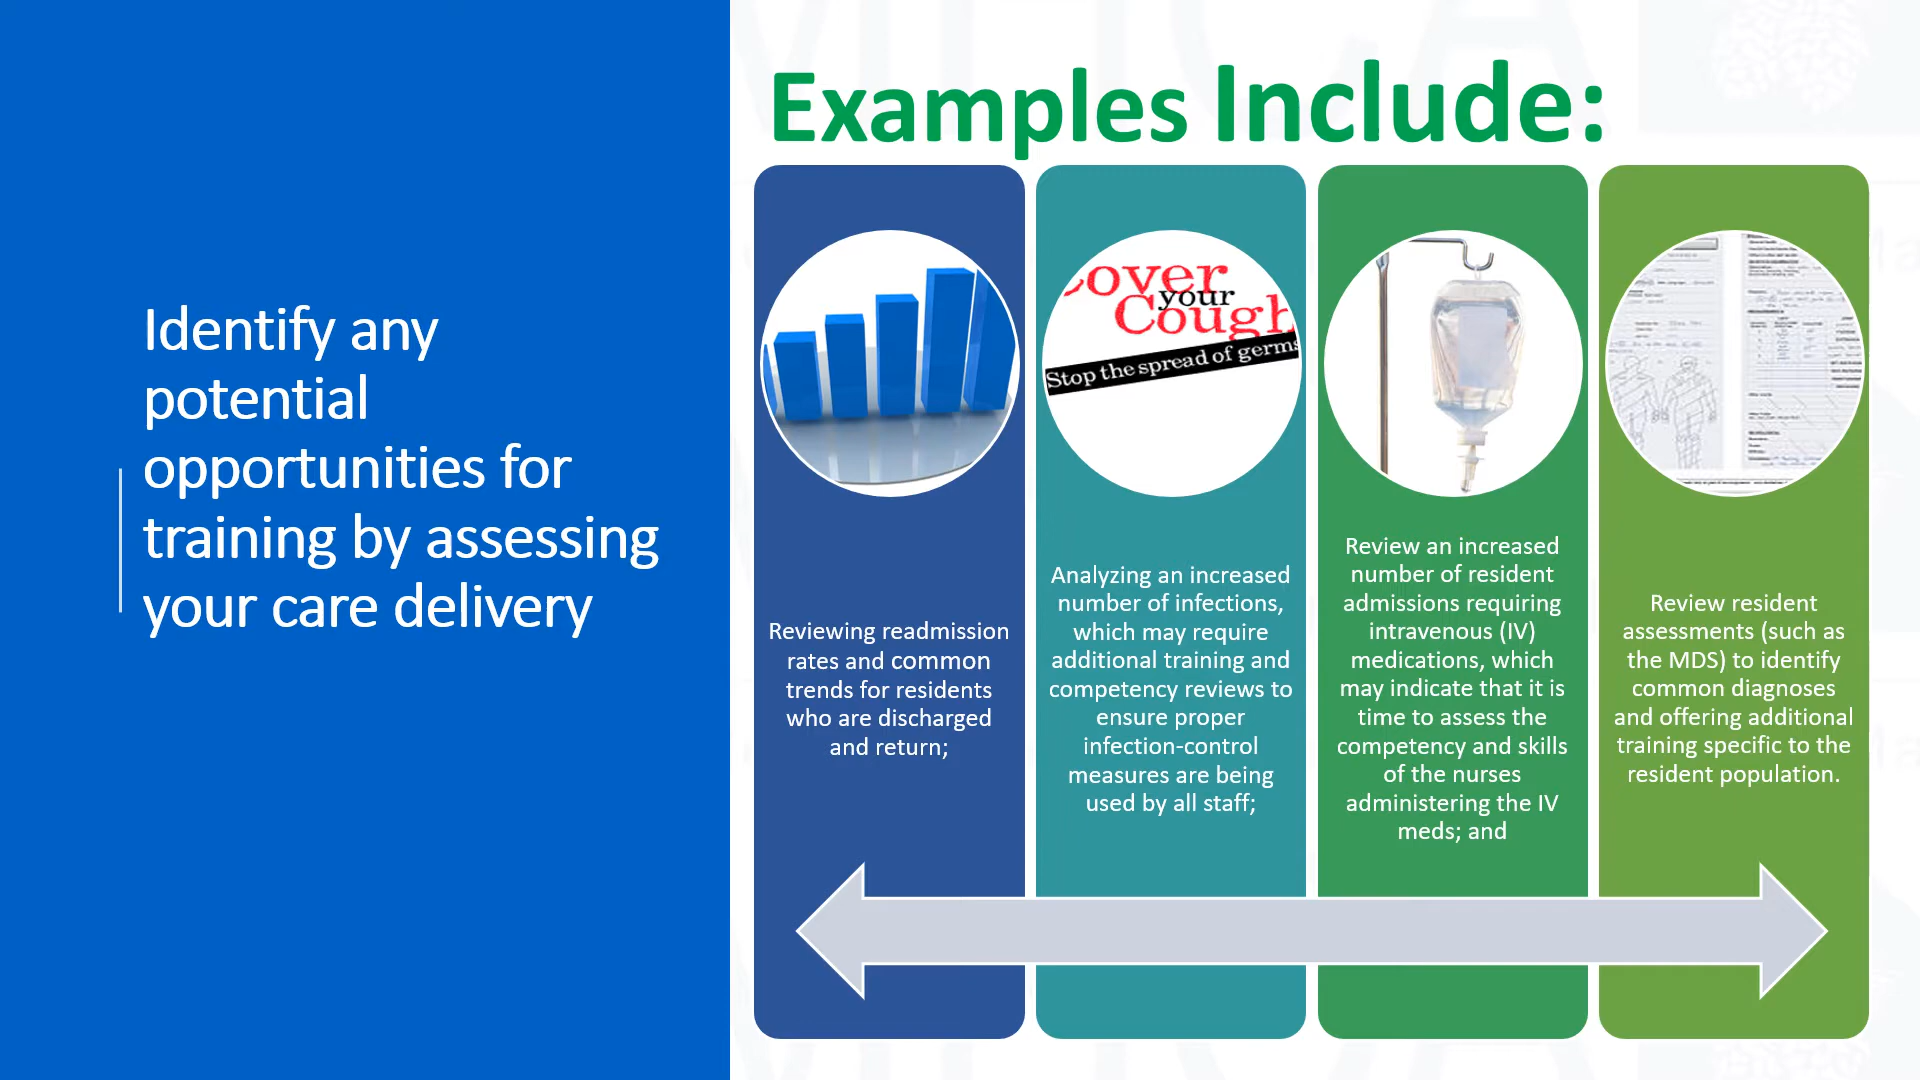 Identify any
potential
opportunities for
training by assessing
your care delivery
Examples Include:
Reviewing readmission
rates and common
trends for residents
who are discharged
and return;
over
your
Cough
Stop the spread of germs
Analyzing an increased
number of infections,
which may require
additional training and
competency reviews to
ensure proper
infection-control
measures are being
used by all staff;
Review an increased
number of resident
admissions requiring
intravenous (IV)
medications, which
may indicate that it is
time to assess the
competency and skills
of the nurses
administering the IV
meds; and
Review resident
assessments (such as
the MDS) to identify
common diagnoses
and offering additional
training specific to the
resident population.